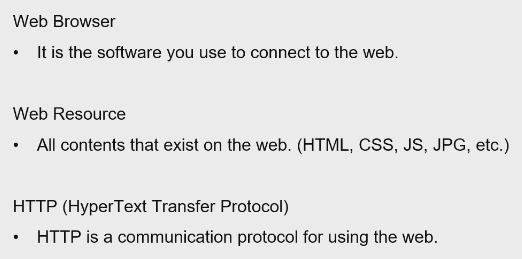 Web Browser
• It is the software you use to connect to the web.
Web Resource
• All contents that exist on the web. (HTML, CSS, JS, JPG, etc.)
HTTP (HyperText Transfer Protocol)
• HTTP is a communication protocol for using the web.